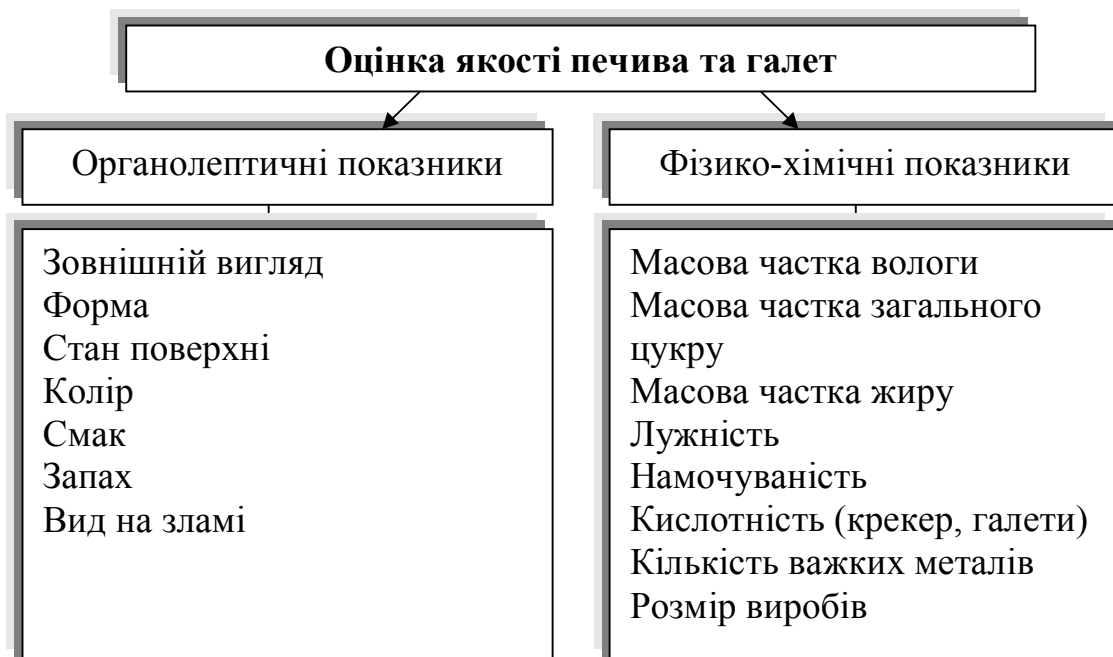 Оцінка якості печива та галет
Органолептичні показники
Фізико-хімічні показники
Зовнішній вигляд
Форма
Стан поверхні
Колір
Смак
Запах
Вид на зламі
Масова частка вологи
Масова частка загального
цукру
Масова частка жиру
Лужність
Намочуваність
Кислотність (крекер, галети)
Кількість важких металів
Розмір виробів